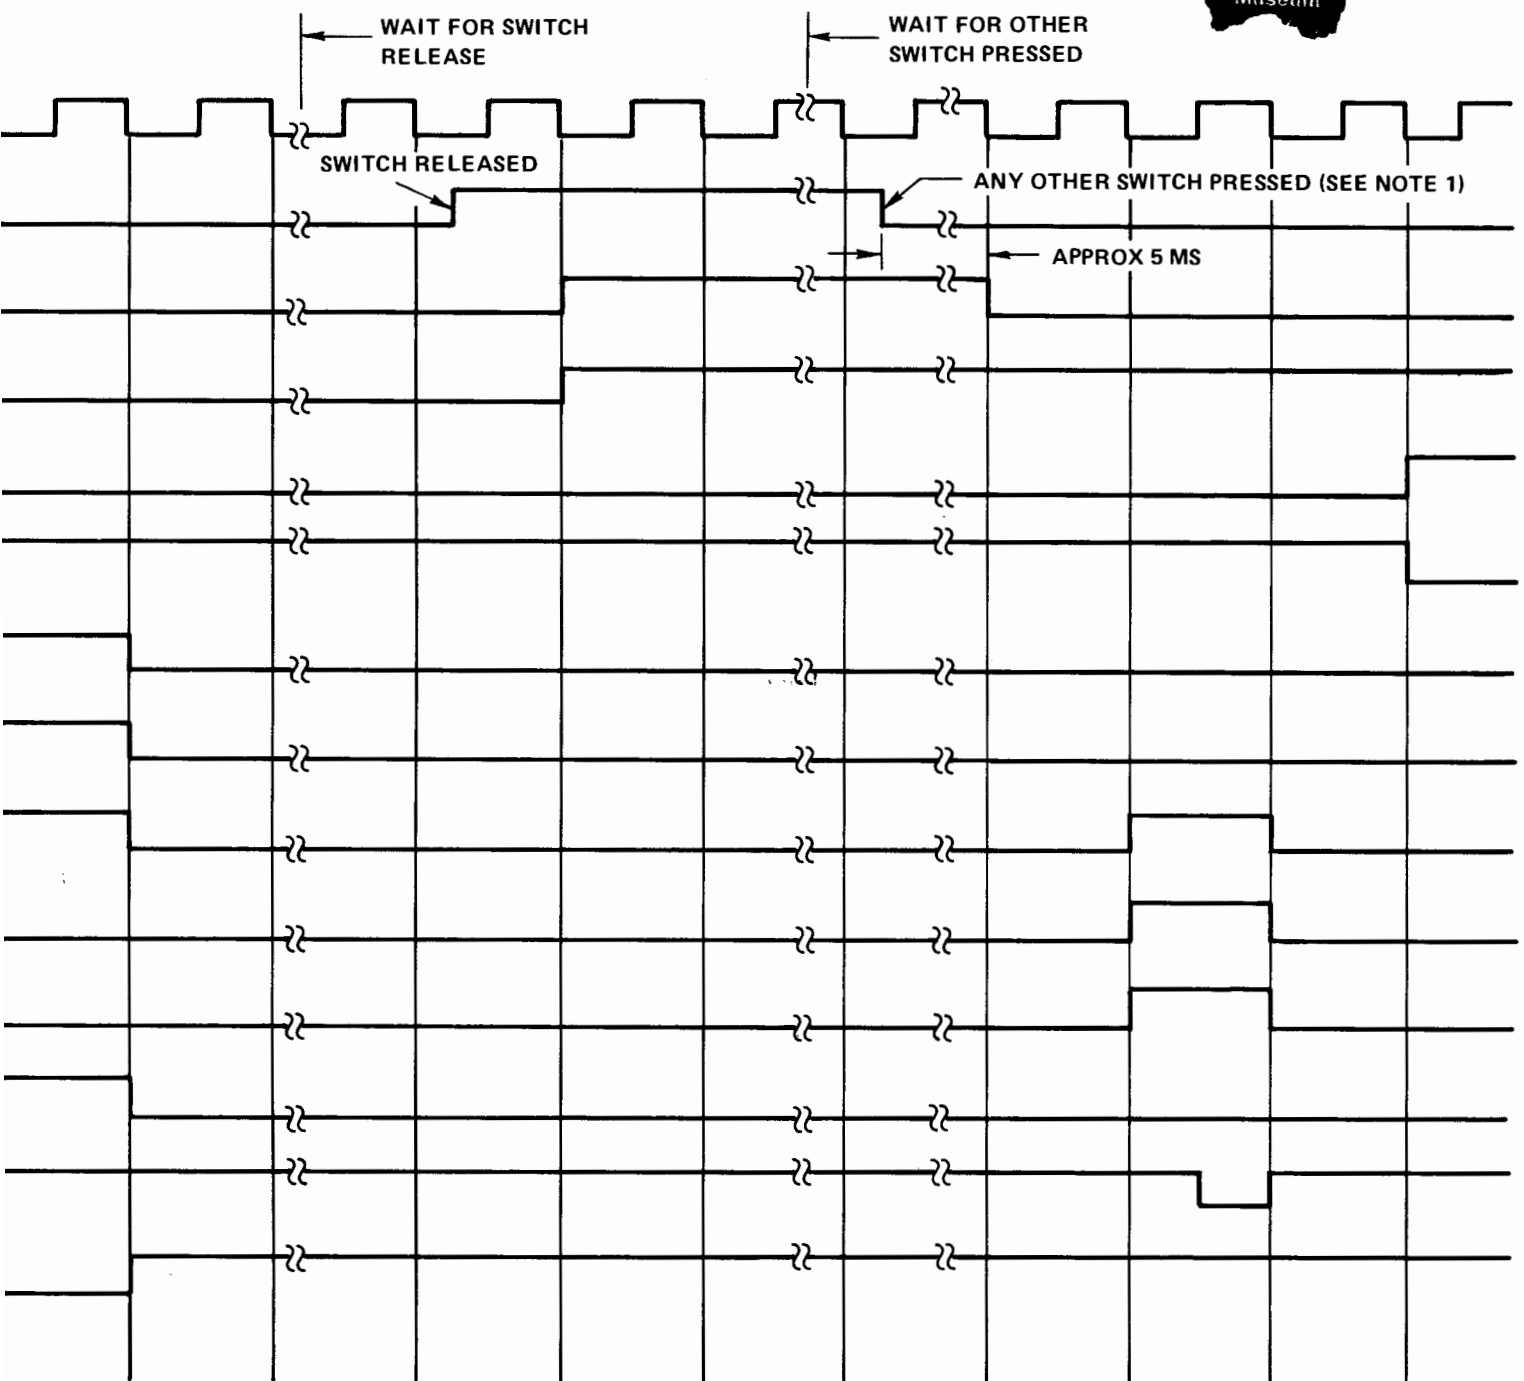 Museum
WAIT FOR SWITCH
RELEASE
WAIT FOR OTHER
SWITCH PRESSED
SWITCH RELEASED
ANY OTHER SWITCH PRESSED (SEE NOTE 1)
APPROX 5 MS